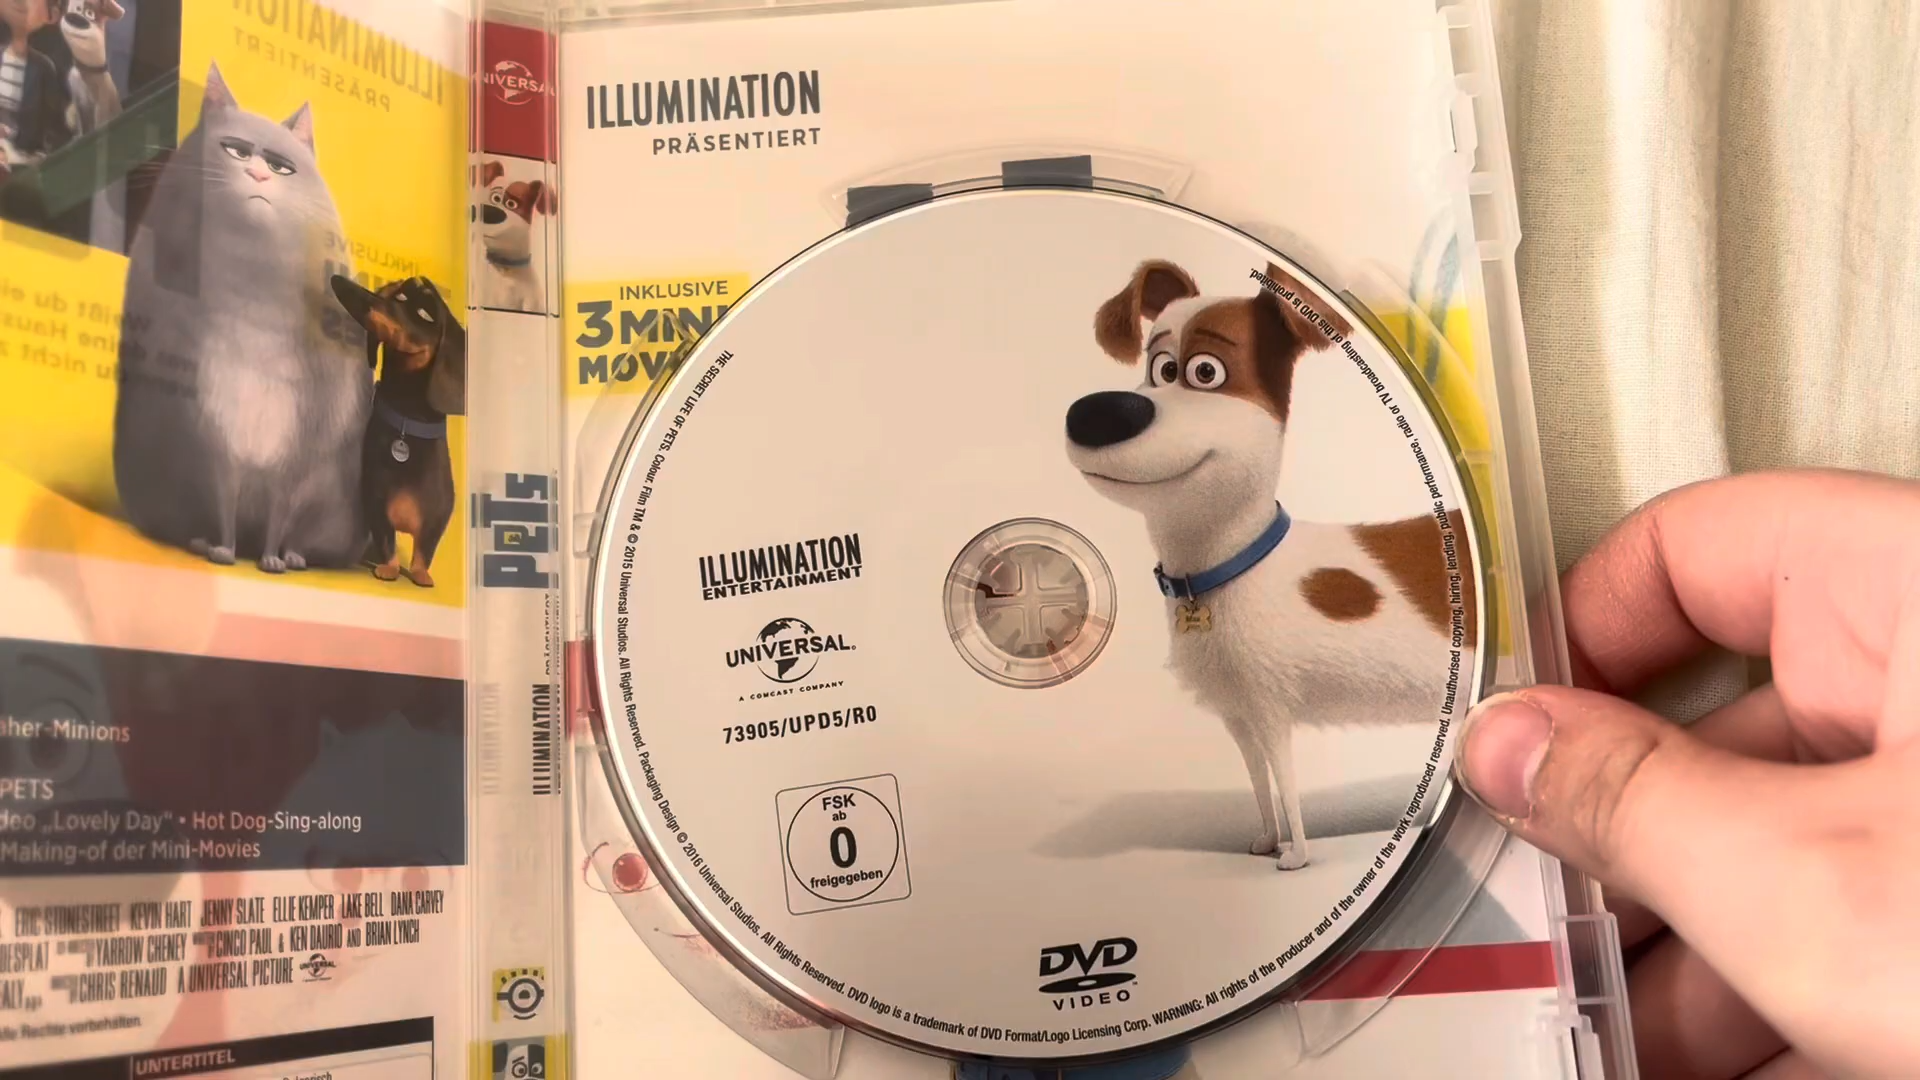 ILLUMINATION
PRÄSENTIERT
INKLUSIVE
UNIVERSAL
PETS
ILLUMINATION
aher-Minions
PETS
deo „Lovely Day" • Hot Dog-Sing-along
Making-of der Mini-Movies
ERIC STONESTREET KEVIN HART JENNY SLATE ELLIE KEMPER LAKE BELL DANA CARVEY
DESPLAT YARROW CHENEY CINCO PAUL & KEN DAURIO AND BRIAN LYNCH
CHRIS RENAUD A UNIVERSAL PICTURE UNIVERSAL
Alle Rechte vorbehalten.
UNTERTITEL
ILLUMINATION
PRÄSENTIERT
INKLUSIVE
3 MINI
MOV
ILLUMINATION
ENTERTAINMENT
UNIVERSAL
A COMCAST COMPANY
73905/UPD5/R0
FSK
ab
0
freigegeben
DVD
VIDEO
THE SECRET LIFE OF PETS. Colour. Film TM & © 2015 Universal Studios. All Rights Reserved. Packaging Design © 2016 Universal Studios. All Rights Reserved. DVD logo is a trademark of DVD Format/Logo Licensing Corp. WARNING: All rights of the producer and of the owner of the work reproduced reserved. Unauthorised copying, hiring, lending, public performance, radio or TV broadcasting of this DVD is prohibited.